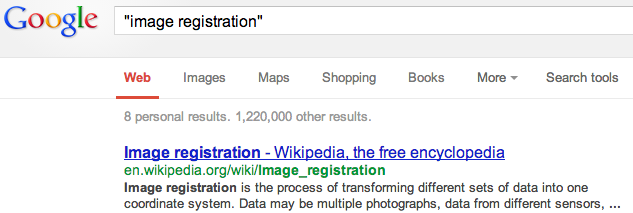 Google "image registration"
Web Images Maps Shopping Books More Search tools
8 personal results. 1,220,000 other results.
Image registration - Wikipedia, the free encyclopedia
en.wikipedia.org/wiki/Image_registration
Image registration is the process of transforming different sets of data into one
coordinate system. Data may be multiple photographs, data from different sensors, ...